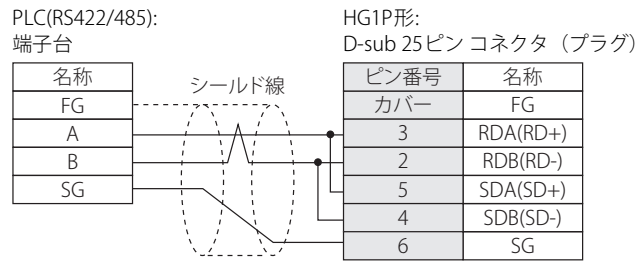 PLC(RS422/485):
端子台
HG1P形:
D-sub 25ピン コネクタ（プラグ）
名称
シールド線
ピン番号 名称
FG
カバー FG
A
3 RDA(RD+)
B
2 RDB(RD-)
SG
5 SDA(SD+)
4 SDB(SD-)
6 SG